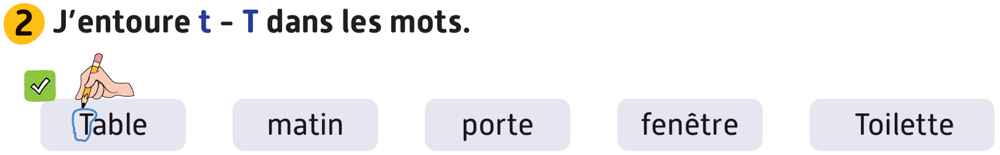 2 J’entoure t - T dans les mots.
Table matin porte fenêtre Toilette